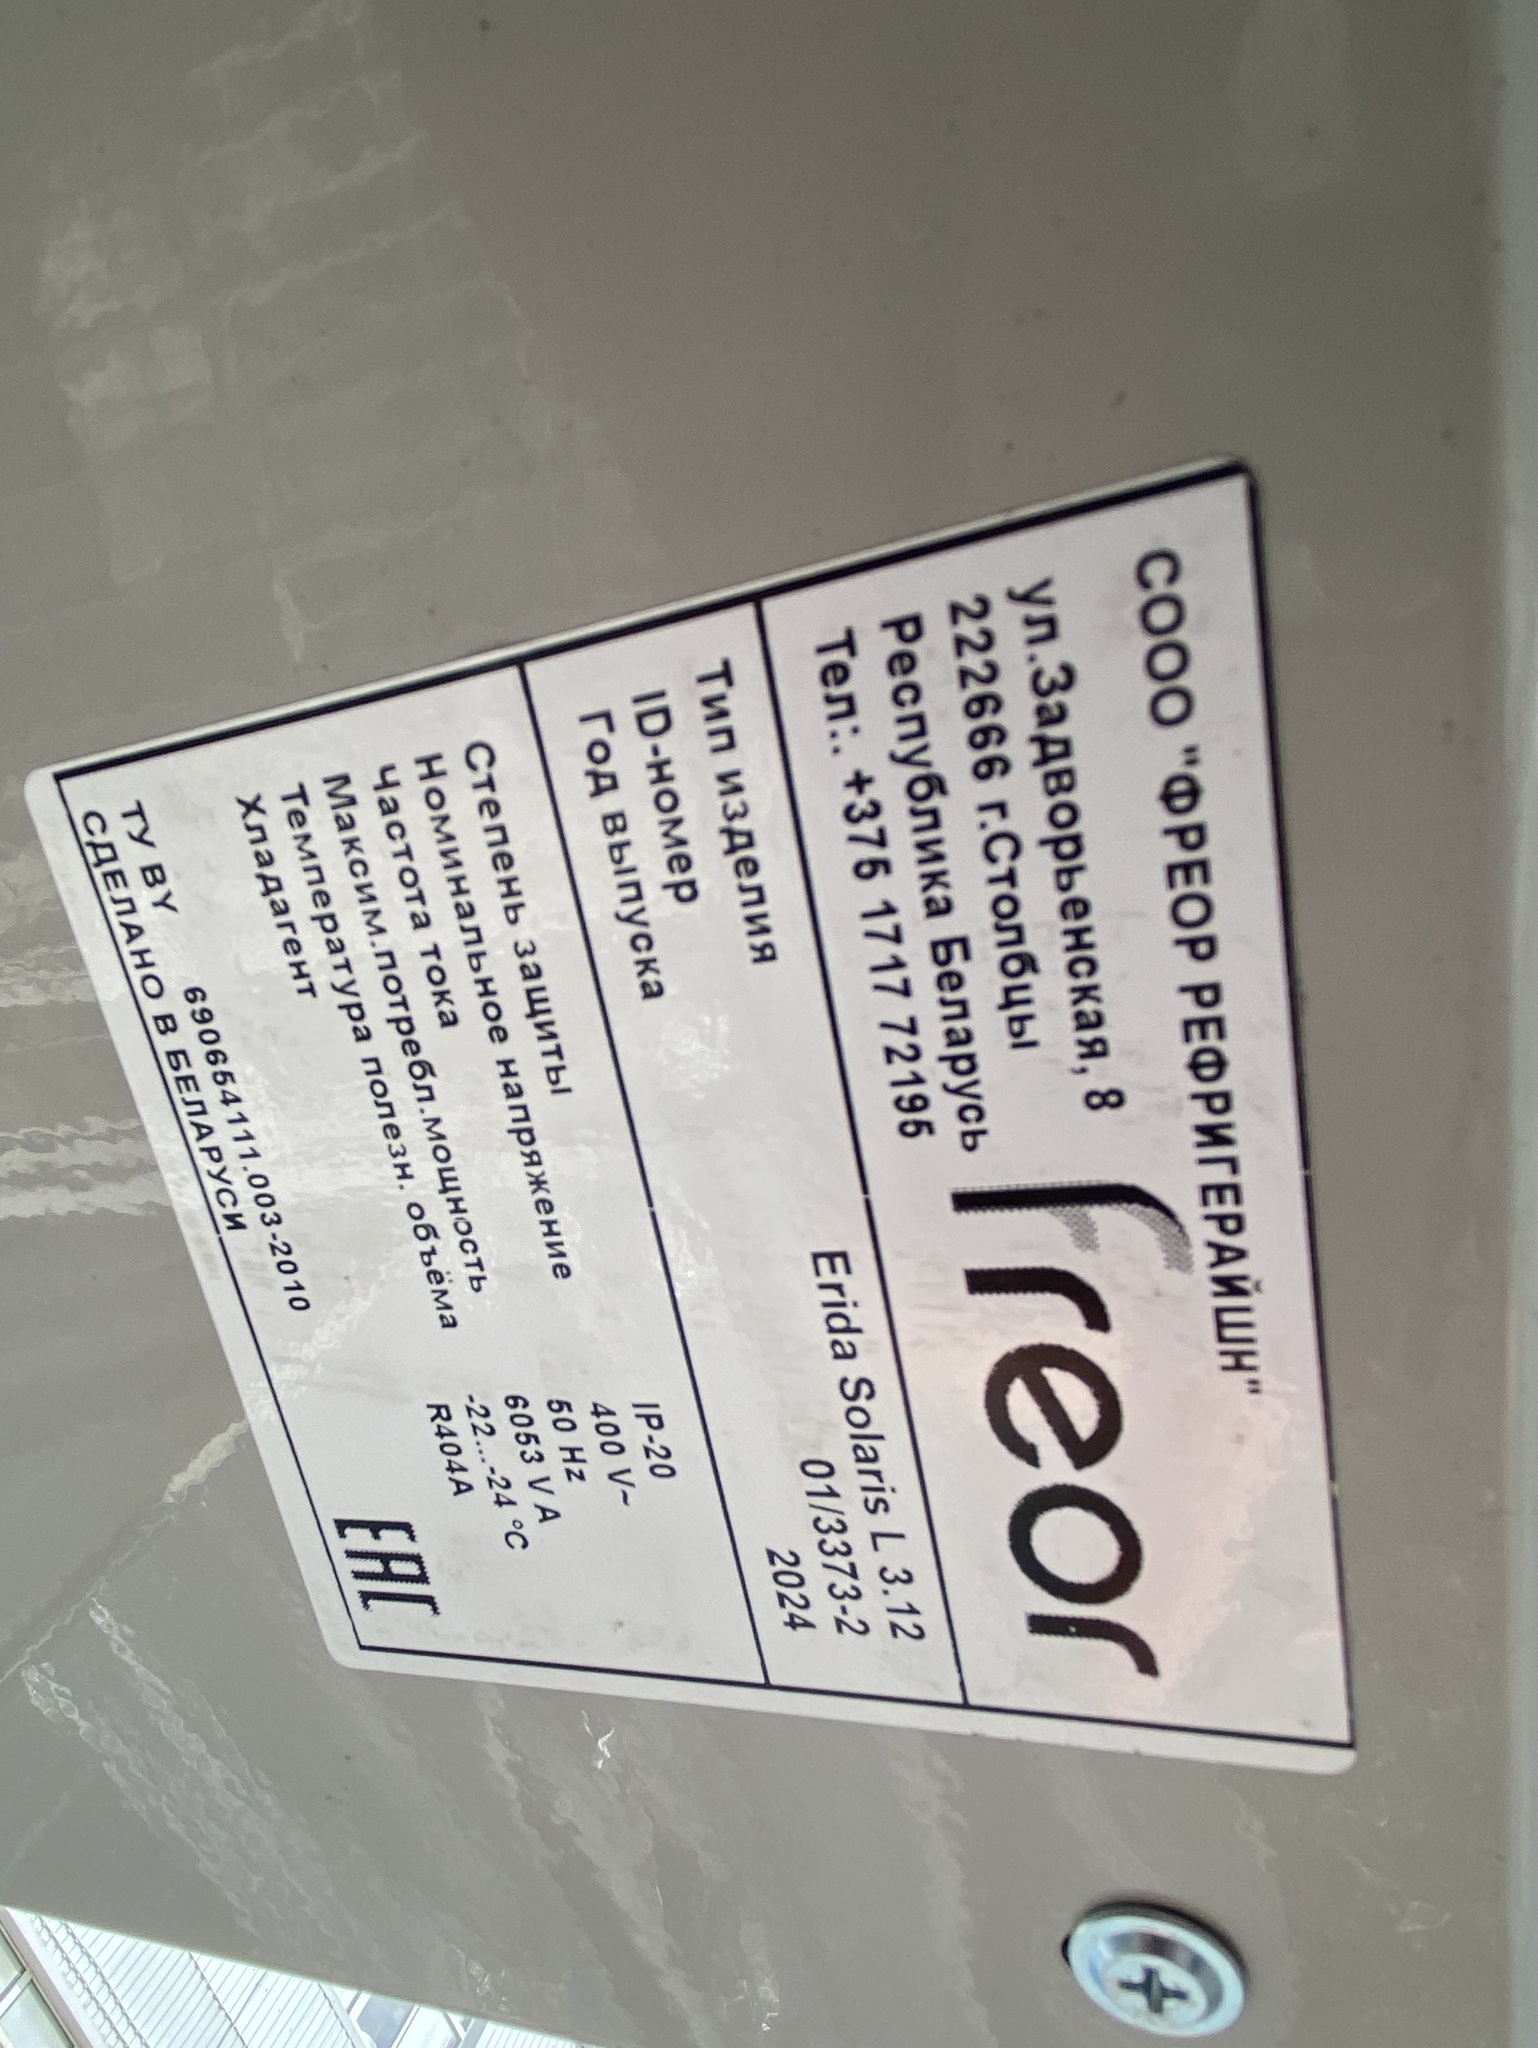 СООО "ФРЕОР РЕФРИГЕРАЙШН"
ул.Задворьенская, 8
222666 г.Столбцы
Республика Беларусь
Тел:. +375 1717 72195
freor
Тип изделия Erida Solaris L 3.12
ID-номер 01/3373-2
Год выпуска 2024
Степень защиты IP-20
Номинальное напряжение 400 V~
Частота тока 50 Hz
Максим.потребл.мощность 6053 V A
Температура полезн. объёма -22...-24 °C
Хладагент R404A
ТУ BY 690654111.003-2010
СДЕЛАНО В БЕЛАРУСИ
EAC